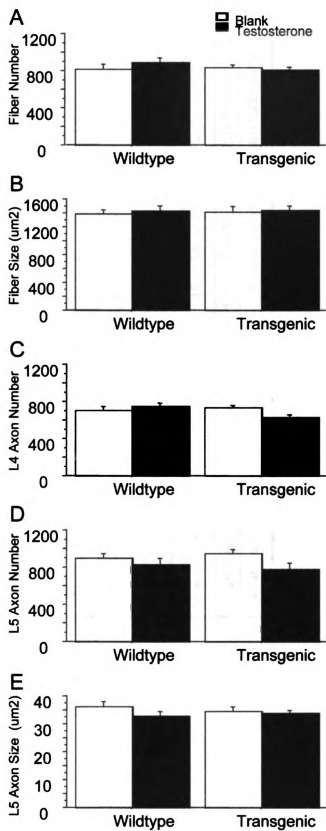 A
Blank
Testosterone
Fiber Number
1200
800
400
0
Wildtype Transgenic
B
Fiber Size (um2)
1600
1200
800
400
0
Wildtype Transgenic
C
L4 Axon Number
1200
800
400
0
Wildtype Transgenic
D
L5 Axon Number
1200
800
400
0
Wildtype Transgenic
E
L5 Axon Size (um2)
40
30
20
10
0
Wildtype Transgenic